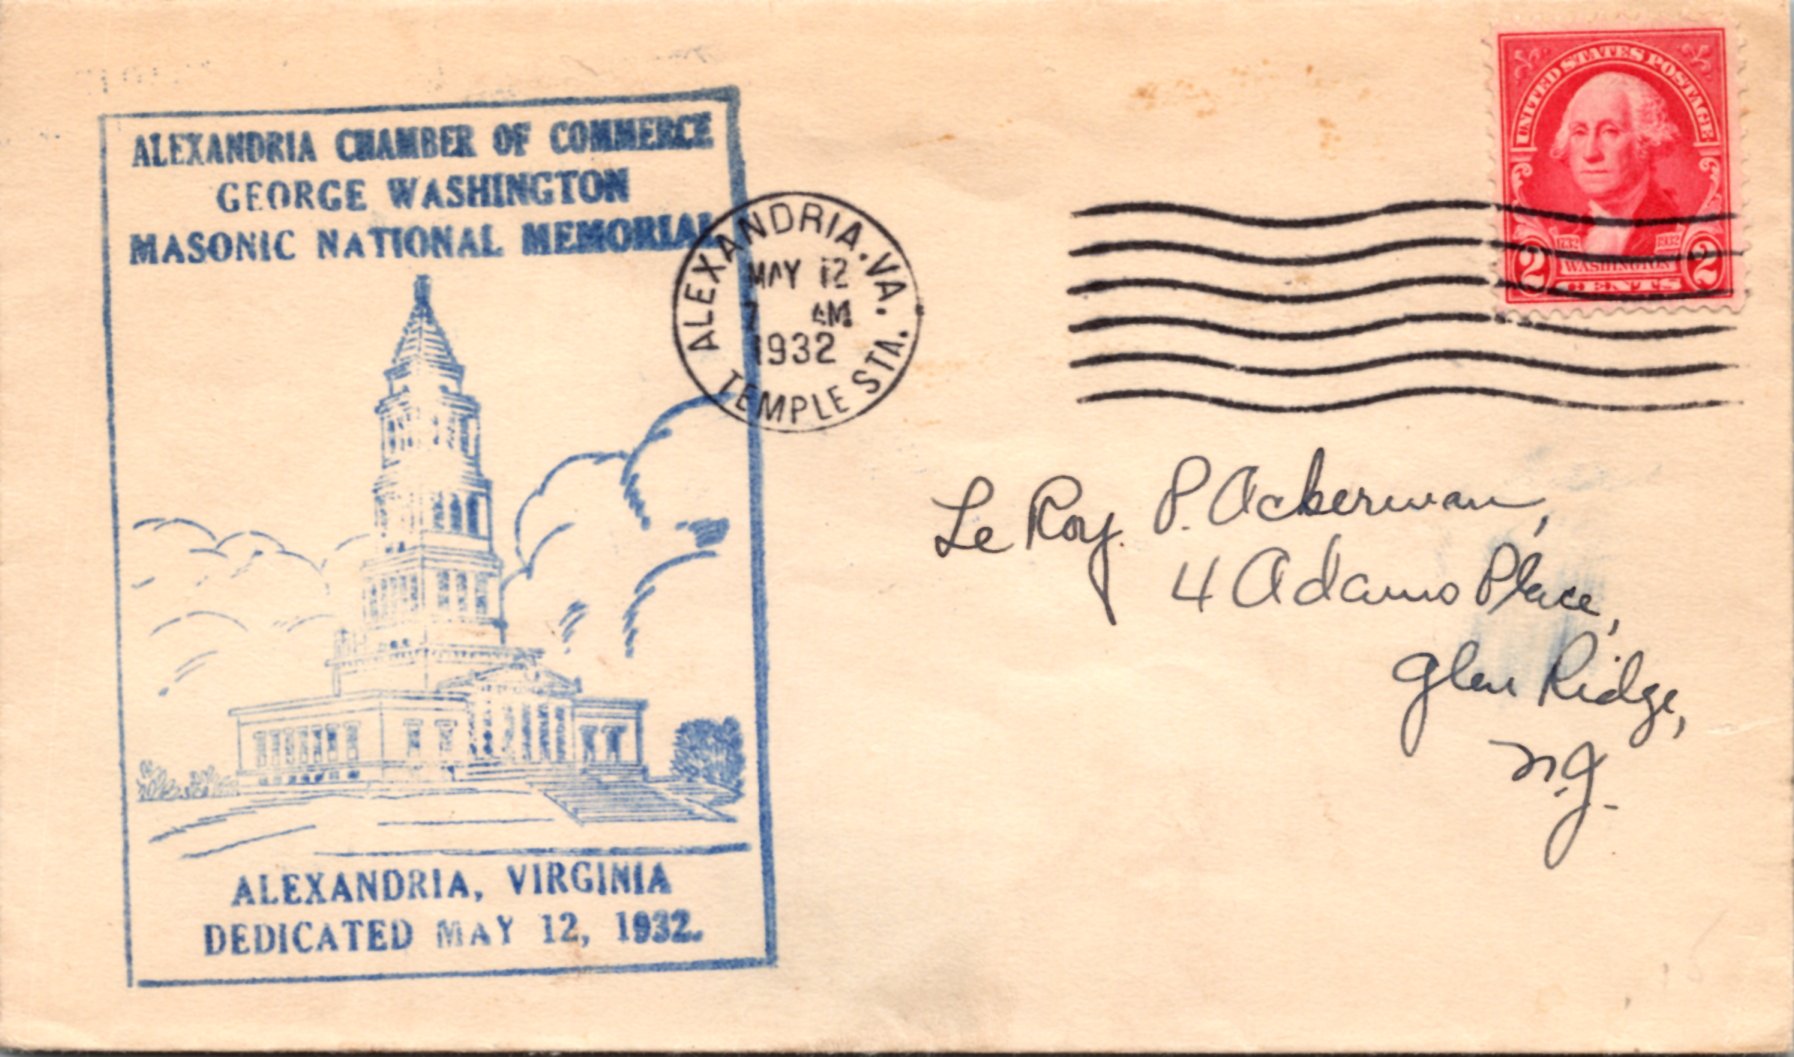 ALEXANDRIA CHAMBER OF COMMERCE
GEORGE WASHINGTON
MASONIC NATIONAL MEMORIAL
ALEXANDRIA, VIRGINIA
DEDICATED MAY 12, 1932.
ALEXANDRIA, VA.
MAY 12
7 AM
1932
TEMPLE STA.
UNITED STATES POSTAGE
1732 1932
2 WASHINGTON 2
CENTS
Le Roy P. Ackerman,
4 Adams Place,
Glen Ridge,
N.J.